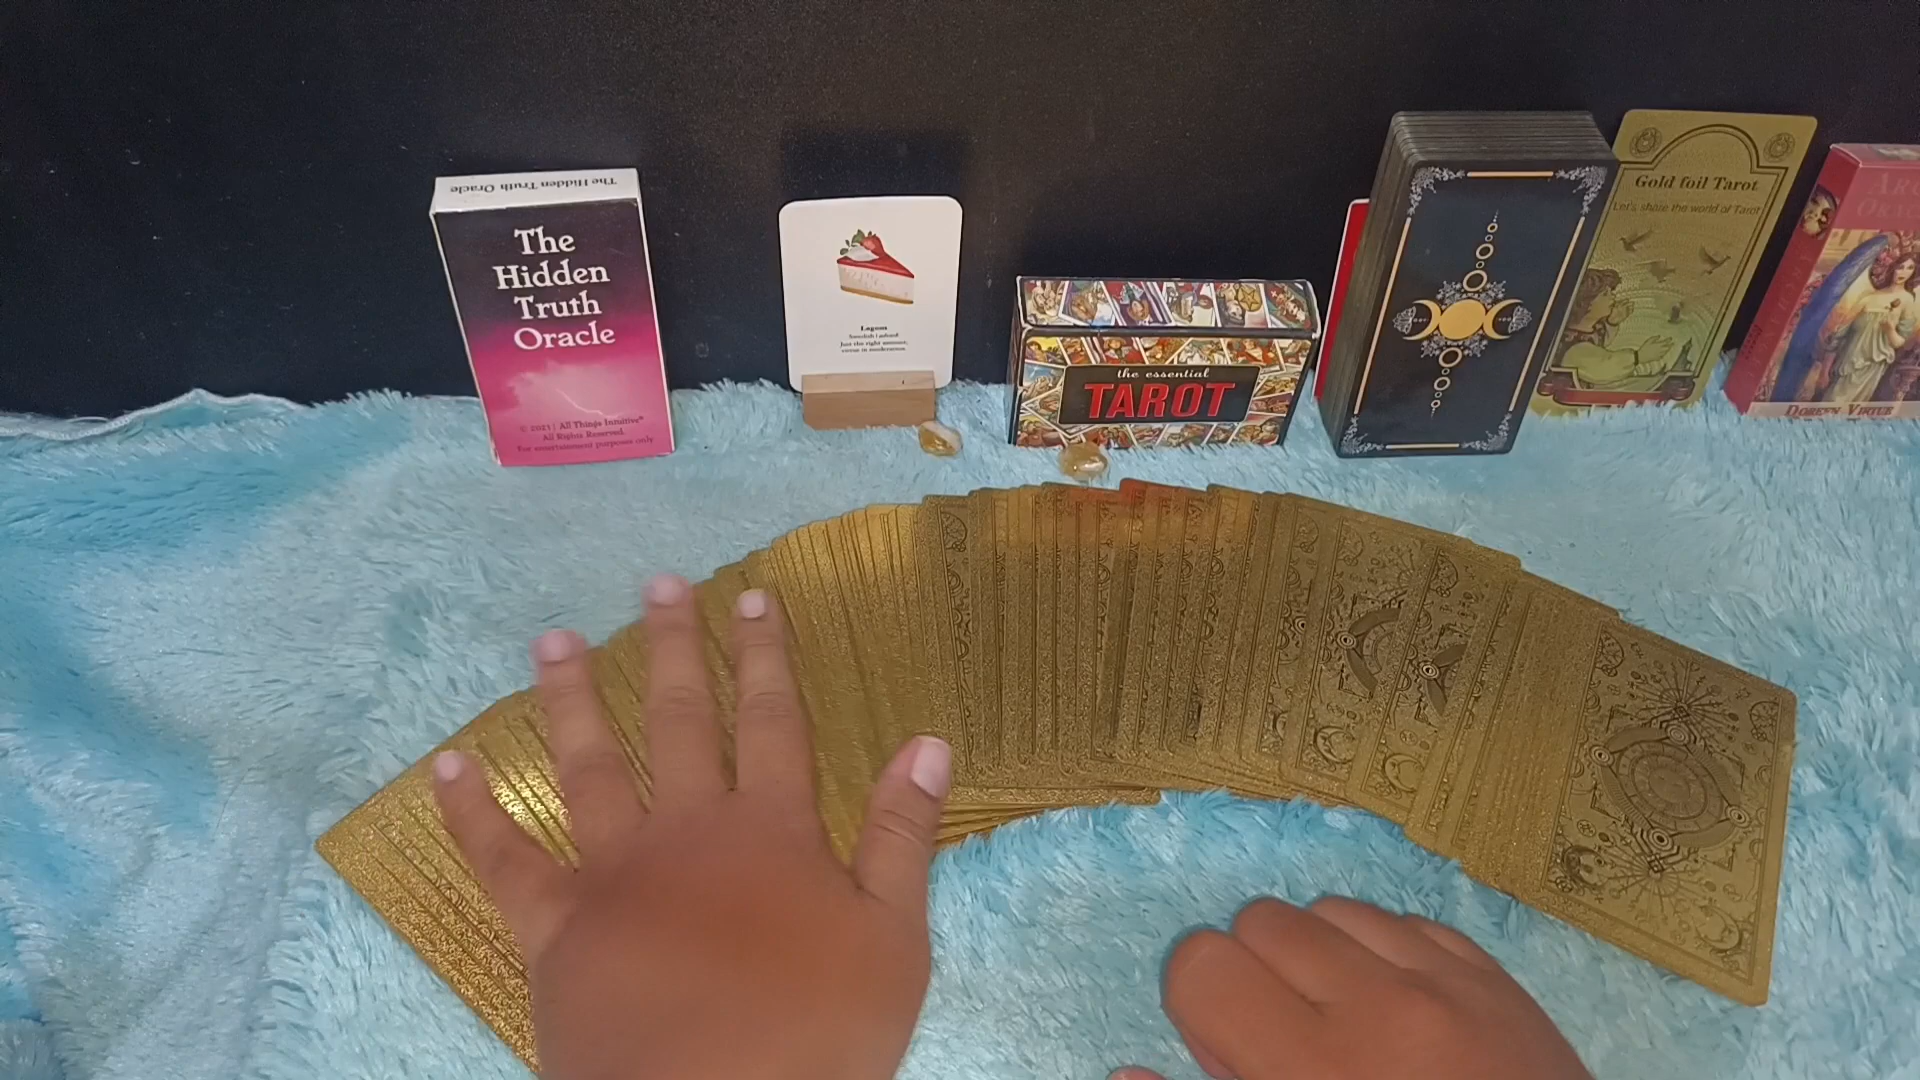 The Hidden Truth Oracle
The
Hidden
Truth
Oracle
© 2021 | All Things Intuitive®
All Rights Reserved.
For entertainment purposes only
Lagom
Swedish | noun
Just the right amount,
virtue in moderation.
the essential
TAROT
Gold foil Tarot
Let's share the world of Tarot
DOREEN VIRTUE